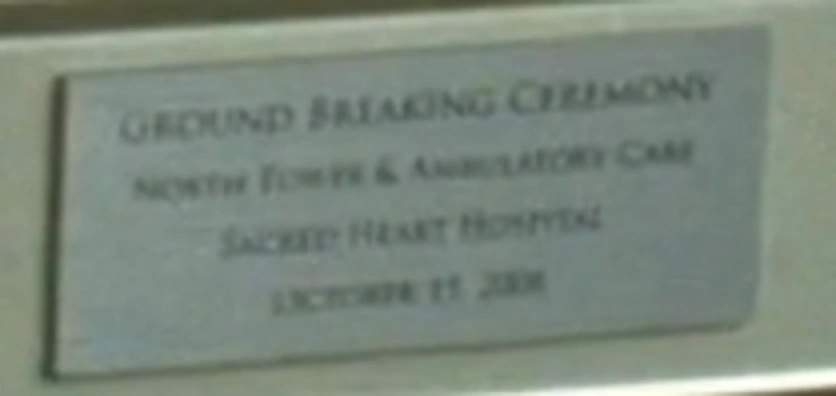 GROUND BREAKING CEREMONY
NORTH TOWER & AMBULATORY CARE
SACRED HEART HOSPITAL
OCTOBER